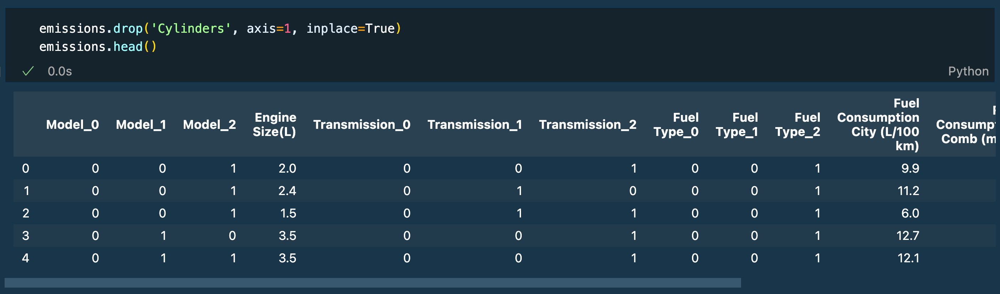 emissions.drop('Cylinders', axis=1, inplace=True)
emissions.head()
0.0s
Python
Model_0 Model_1 Model_2 Engine Size(L) Transmission_0 Transmission_1 Transmission_2 Fuel Type_0 Fuel Type_1 Fuel Type_2 Fuel Consumption City (L/100 km) Comb
0 0 0 1 2.0 0 0 1 0 0 1 9.9
1 0 0 1 2.4 0 1 0 0 0 1 11.2
2 0 0 1 1.5 0 1 1 0 0 1 6.0
3 0 1 0 3.5 0 0 1 0 0 1 12.7
4 0 1 1 3.5 0 0 1 0 0 1 12.1